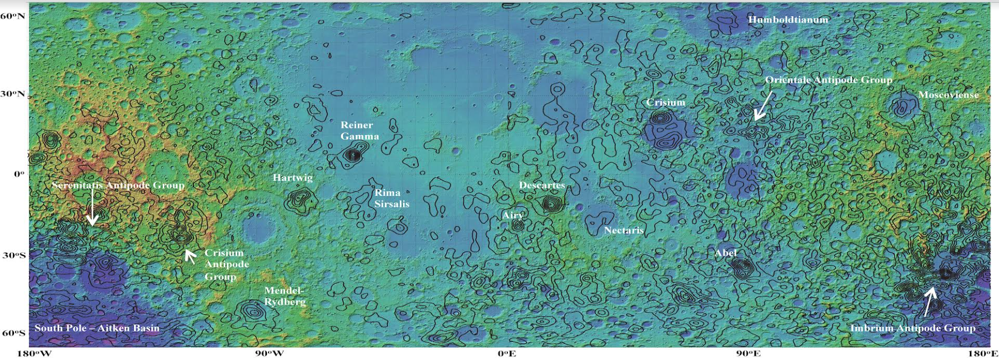 60°N
Humboldtianum
Orientale Antipode Group
30°N
Moscoviense
Crisium
Reiner
Gamma
0°
Hartwig
Serenitatis Antipode Group
Descartes
Rima
Sirsalis
Airy
Nectaris
30°S
Crisium
Antipode
Group
Abel
Mendel-
Rydberg
South Pole – Aitken Basin
Imbrium Antipode Group
60°S
180°W
90°W
0°E
90°E
180°E